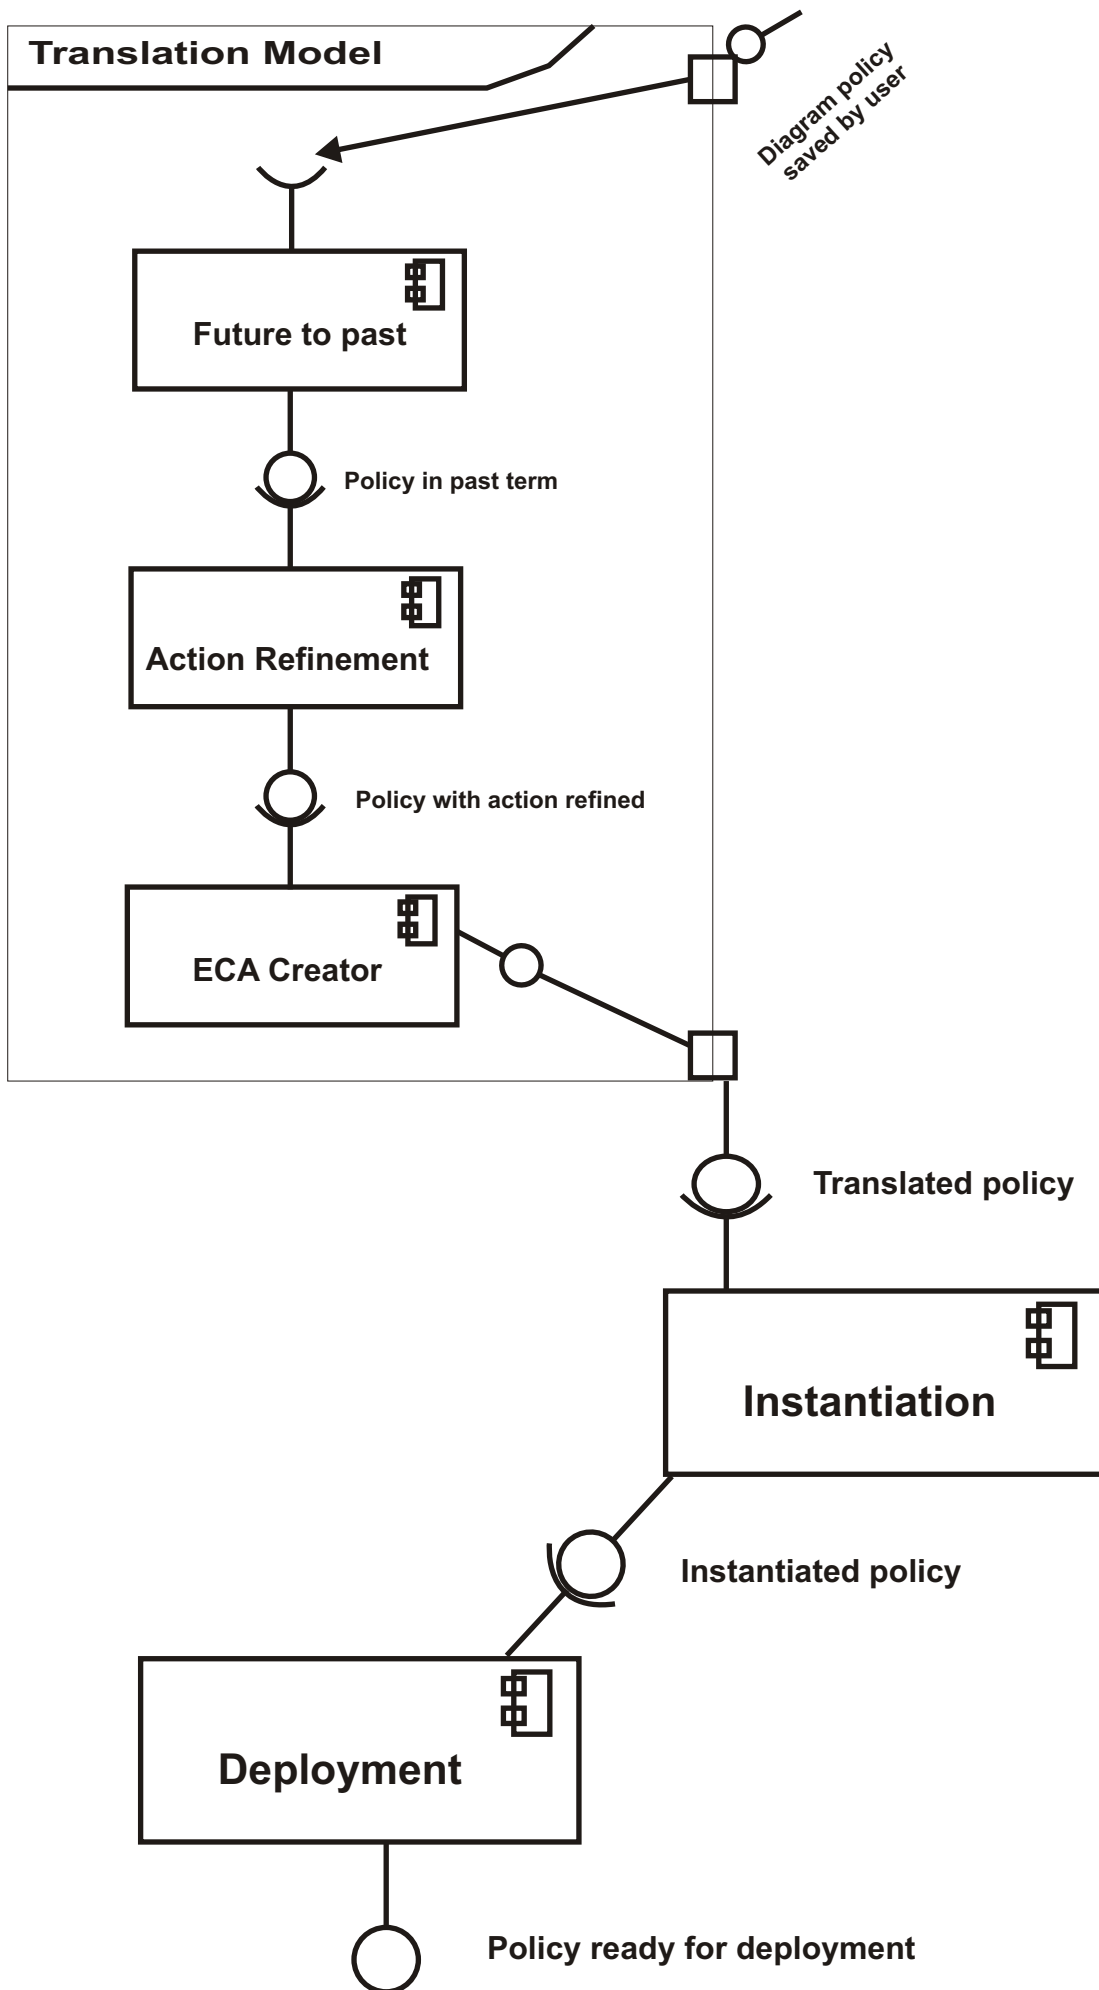 Translation Model
Diagram policy
saved by user
Future to past
Policy in past term
Action Refinement
Policy with action refined
ECA Creator
Translated policy
Instantiation
Instantiated policy
Deployment
Policy ready for deployment